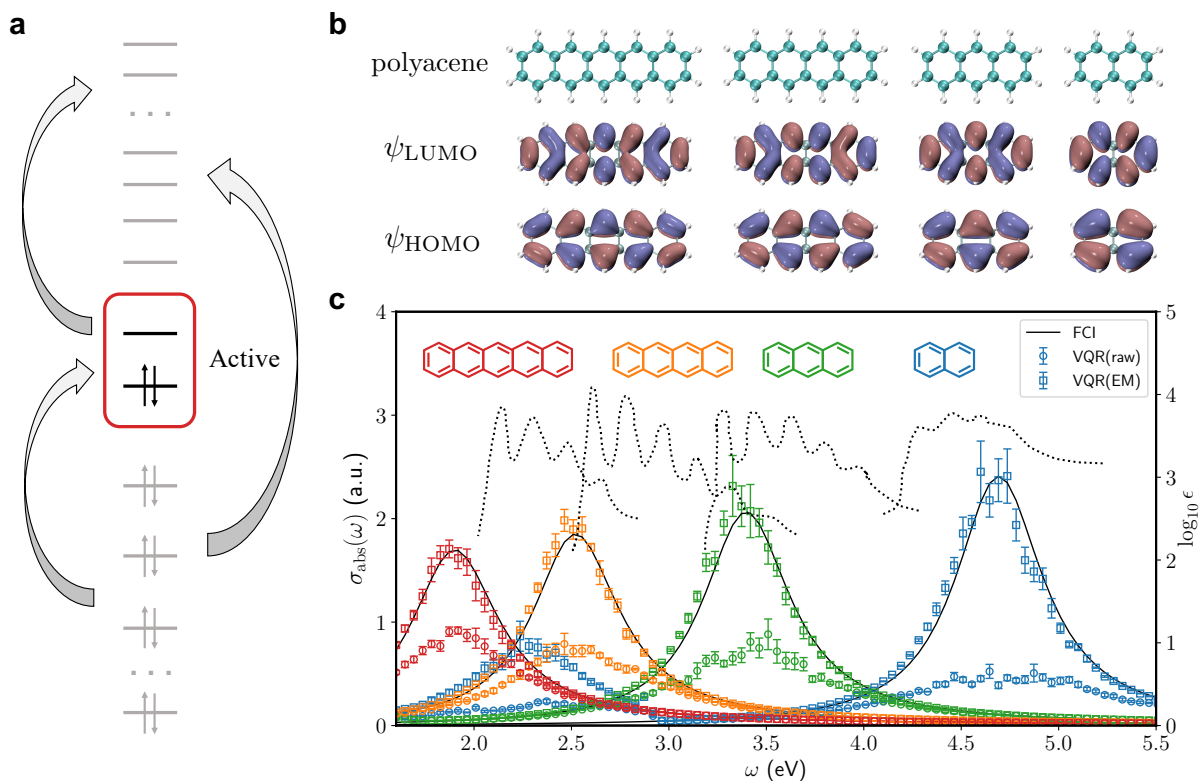 a
. . .
Active
. . .
b
polyacene
ψLUMO
ψHOMO
c
FCI
VQR(raw)
VQR(EM)
4
3
2
1
0
σabs(ω) (a.u.)
5
4
3
2
1
0
log10 ϵ
2.0 2.5 3.0 3.5 4.0 4.5 5.0 5.5
ω (eV)